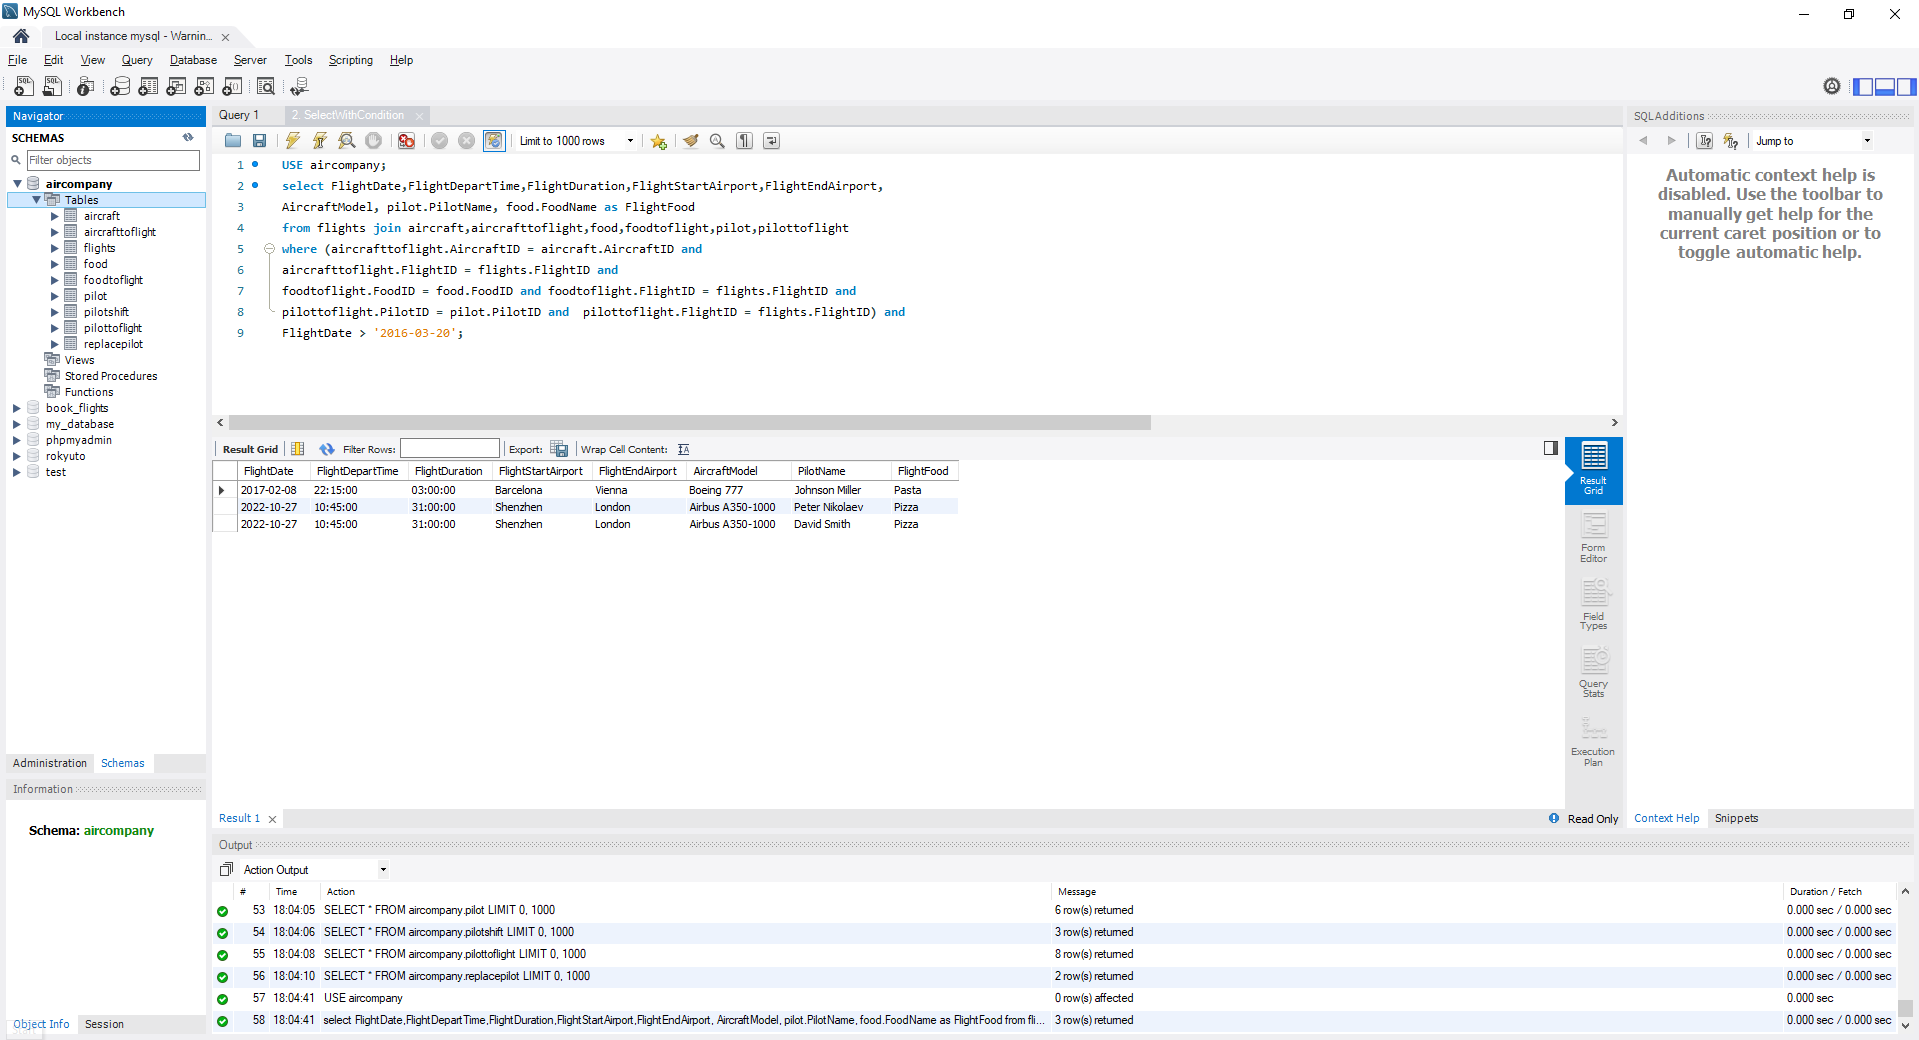 MySQL Workbench
Local instance mysql - Warnin...
File Edit View Query Database Server Tools Scripting Help
Navigator
SCHEMAS
Filter objects
aircompany
Tables
aircraft
aircrafttoflight
flights
food
foodtoflight
pilot
pilotshift
pilottoflight
replacepilot
Views
Stored Procedures
Functions
book_flights
my_database
phpmyadmin
rokyuto
test
Administration Schemas
Information
Schema: aircompany
Object Info Session
Query 1 2. SelectWithCondition
Limit to 1000 rows
1 USE aircompany;
2 select FlightDate,FlightDepartTime,FlightDuration,FlightStartAirport,FlightEndAirport,
3 AircraftModel, pilot.PilotName, food.FoodName as FlightFood
4 from flights join aircraft,aircrafttoflight,food,foodtoflight,pilot,pilottoflight
5 where (aircrafttoflight.AircraftID = aircraft.AircraftID and
6 aircrafttoflight.FlightID = flights.FlightID and
7 foodtoflight.FoodID = food.FoodID and foodtoflight.FlightID = flights.FlightID and
8 pilottoflight.PilotID = pilot.PilotID and  pilottoflight.FlightID = flights.FlightID) and
9 FlightDate > '2016-03-20';
Result Grid Filter Rows: Export: Wrap Cell Content:
FlightDate FlightDepartTime FlightDuration FlightStartAirport FlightEndAirport AircraftModel PilotName FlightFood
2017-02-08 22:15:00 03:00:00 Barcelona Vienna Boeing 777 Johnson Miller Pasta
2022-10-27 10:45:00 31:00:00 Shenzhen London Airbus A350-1000 Peter Nikolaev Pizza
2022-10-27 10:45:00 31:00:00 Shenzhen London Airbus A350-1000 David Smith Pizza
Result
Grid
Form
Editor
Field
Types
Query
Stats
Execution
Plan
Result 1 Read Only
SQLAdditions
Jump to
Automatic context help is
disabled. Use the toolbar to
manually get help for the
current caret position or to
toggle automatic help.
Context Help Snippets
Output
Action Output
# Time Action Message Duration / Fetch
53 18:04:05 SELECT * FROM aircompany.pilot LIMIT 0, 1000 6 row(s) returned 0.000 sec / 0.000 sec
54 18:04:06 SELECT * FROM aircompany.pilotshift LIMIT 0, 1000 3 row(s) returned 0.000 sec / 0.000 sec
55 18:04:08 SELECT * FROM aircompany.pilottoflight LIMIT 0, 1000 8 row(s) returned 0.000 sec / 0.000 sec
56 18:04:10 SELECT * FROM aircompany.replacepilot LIMIT 0, 1000 2 row(s) returned 0.000 sec / 0.000 sec
57 18:04:41 USE aircompany 0 row(s) affected 0.000 sec
58 18:04:41 select FlightDate,FlightDepartTime,FlightDuration,FlightStartAirport,FlightEndAirport, AircraftModel, pilot.PilotName, food.FoodName as FlightFood from fli... 3 row(s) returned 0.000 sec / 0.000 sec